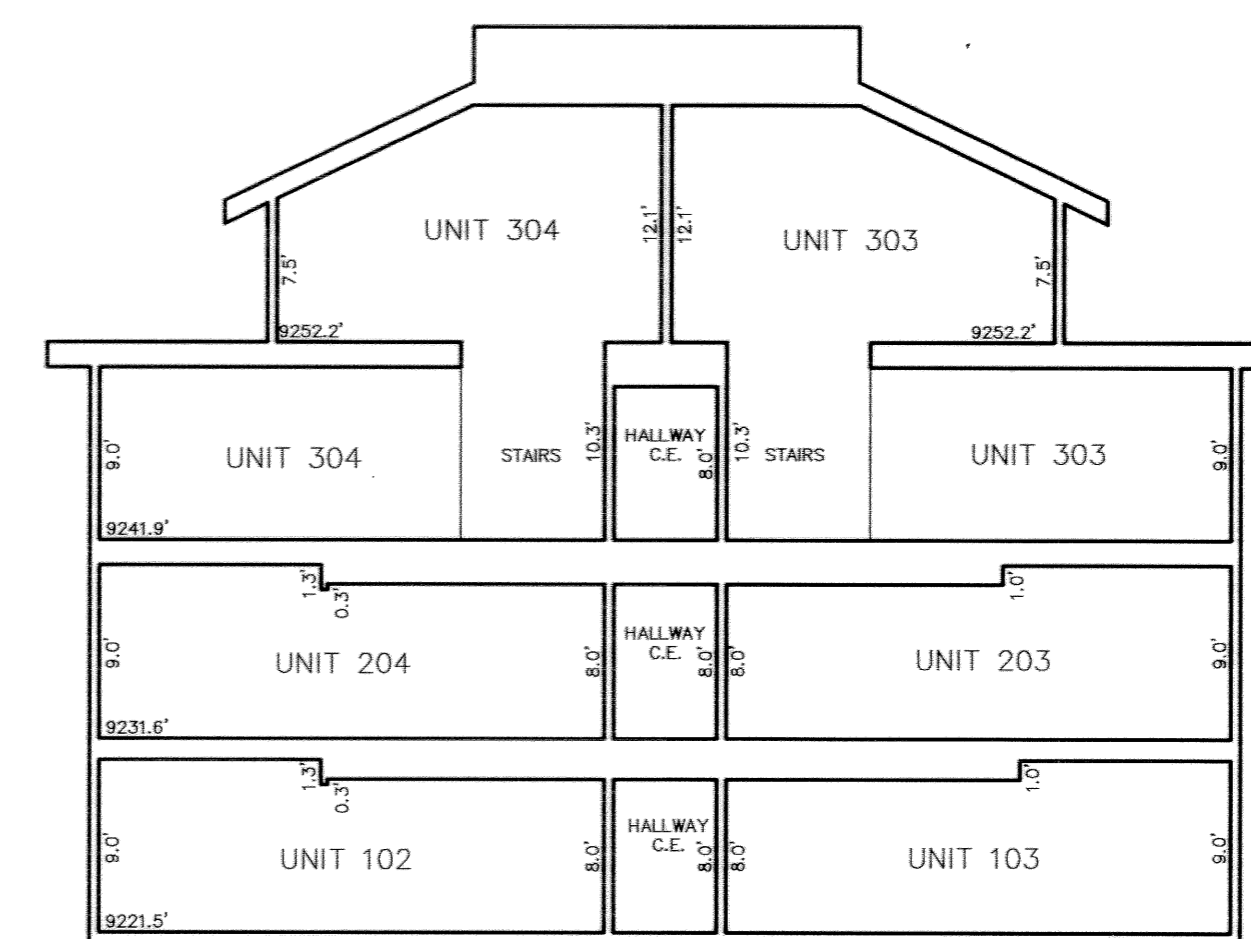 UNIT 304
12.1'
12.1'
UNIT 303
7.5'
7.5'
9252.2'
9252.2'
9.0'
UNIT 304
STAIRS
10.3'
HALLWAY
C.E.
8.0'
10.3'
STAIRS
UNIT 303
9.0'
9241.9'
1.3'
0.3'
1.0'
9.0'
UNIT 204
8.0'
HALLWAY
C.E.
8.0'
8.0'
UNIT 203
9.0'
9231.6'
1.3'
0.3'
1.0'
9.0'
UNIT 102
8.0'
HALLWAY
C.E.
8.0'
8.0'
UNIT 103
9.0'
9221.5'